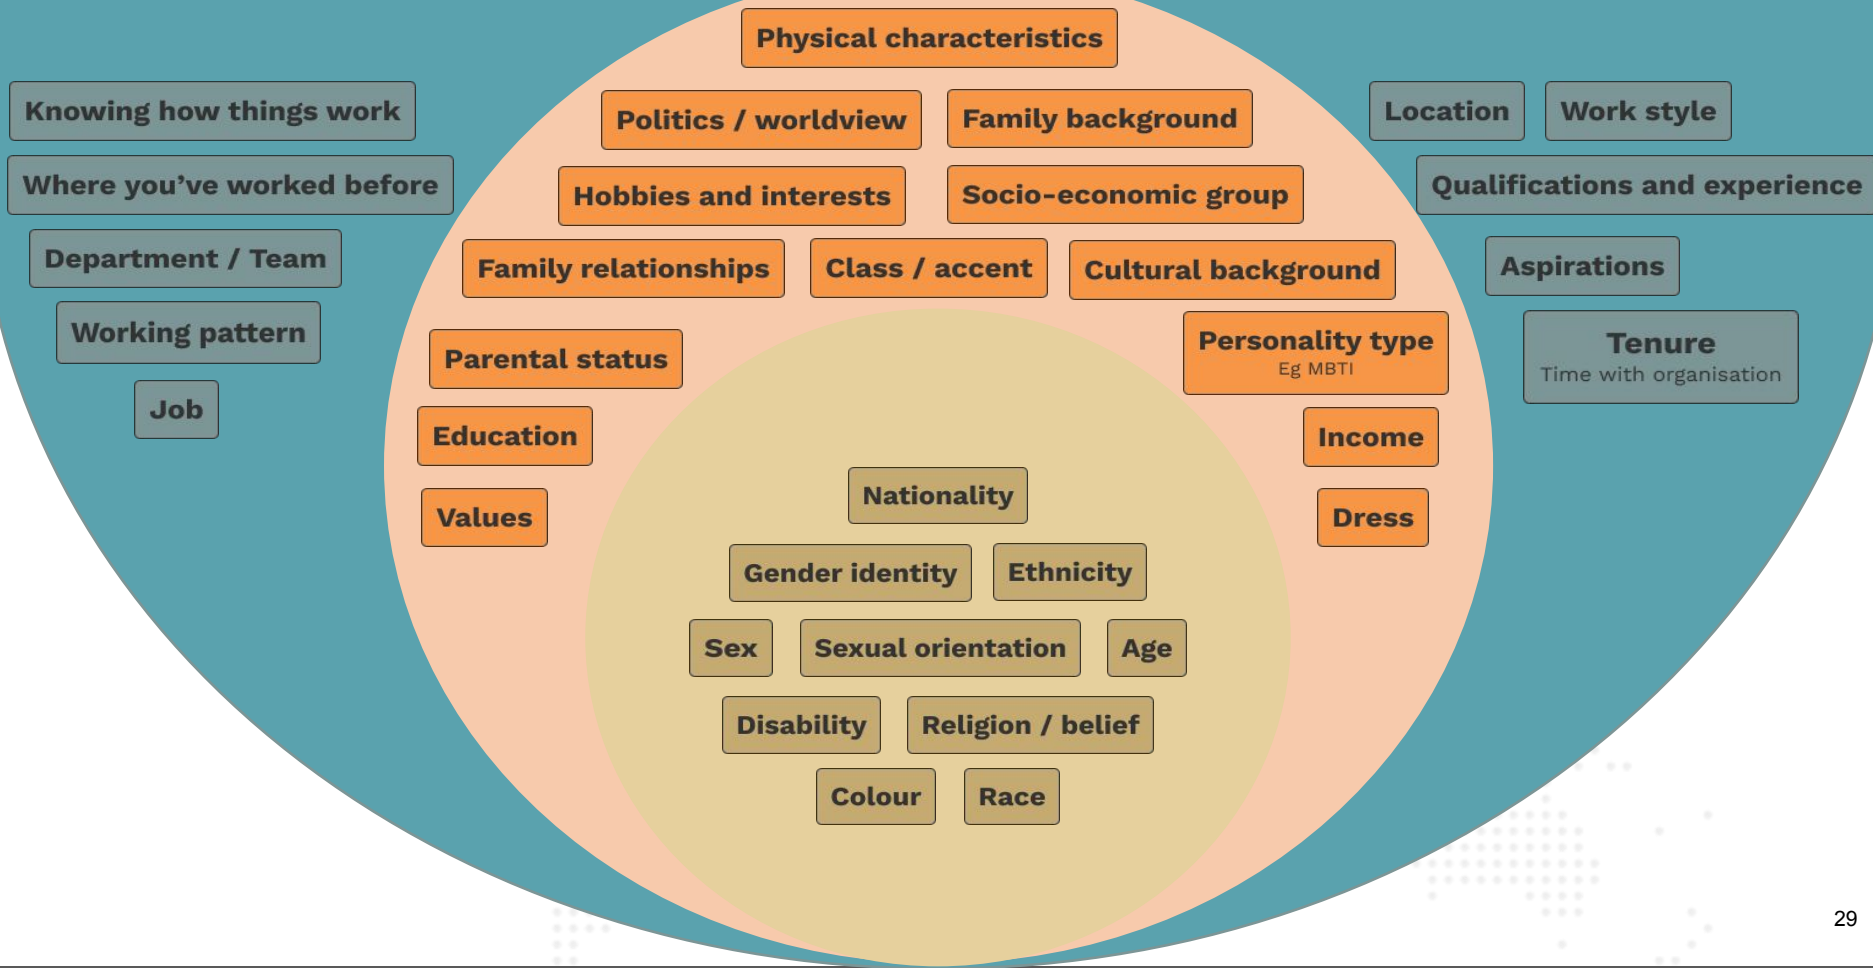 Physical characteristics
Knowing how things work
Politics / worldview
Family background
Location
Work style
Where you’ve worked before
Hobbies and interests
Socio-economic group
Qualifications and experience
Department / Team
Family relationships
Class / accent
Cultural background
Aspirations
Working pattern
Parental status
Personality type
Eg MBTI
Tenure
Time with organisation
Job
Education
Income
Values
Nationality
Dress
Gender identity
Ethnicity
Sex
Sexual orientation
Age
Disability
Religion / belief
Colour
Race
29